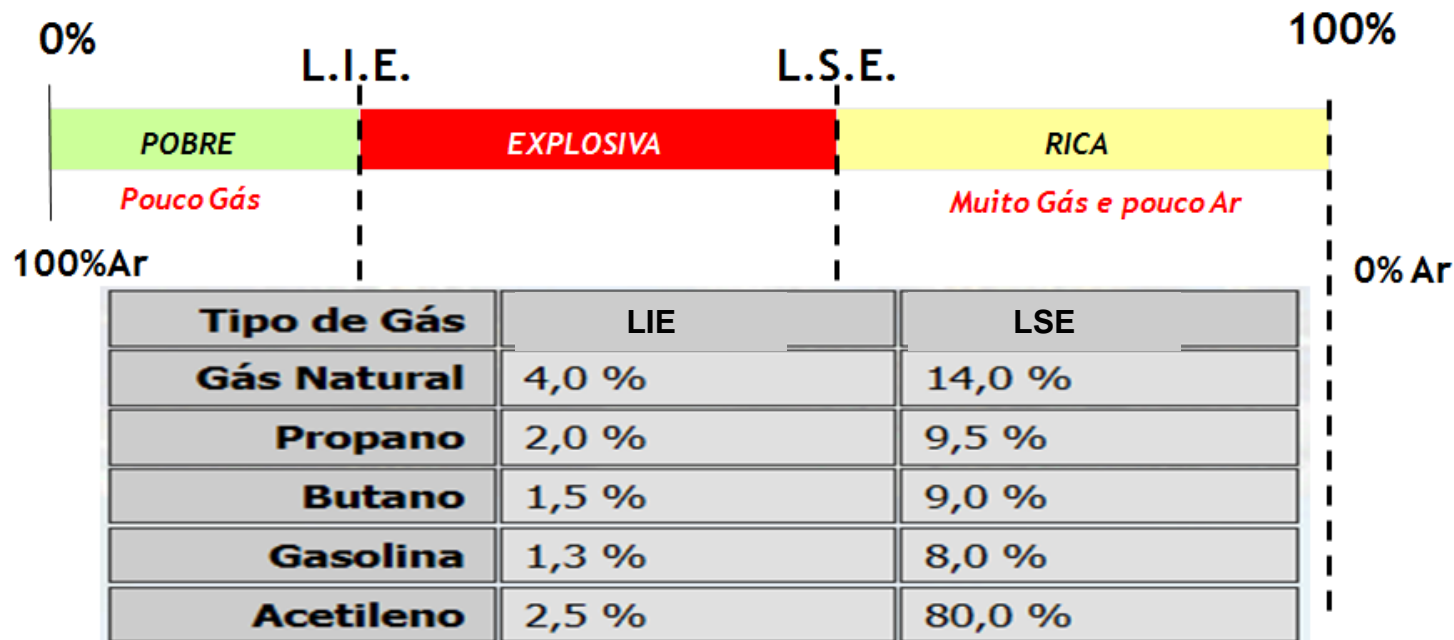 0%
100%
L.I.E.
L.S.E.
POBRE
EXPLOSIVA
RICA
Pouco Gás
Muito Gás e pouco Ar
100%Ar
0% Ar
Tipo de Gás LIE LSE
Gás Natural 4,0 % 14,0 %
Propano 2,0 % 9,5 %
Butano 1,5 % 9,0 %
Gasolina 1,3 % 8,0 %
Acetileno 2,5 % 80,0 %